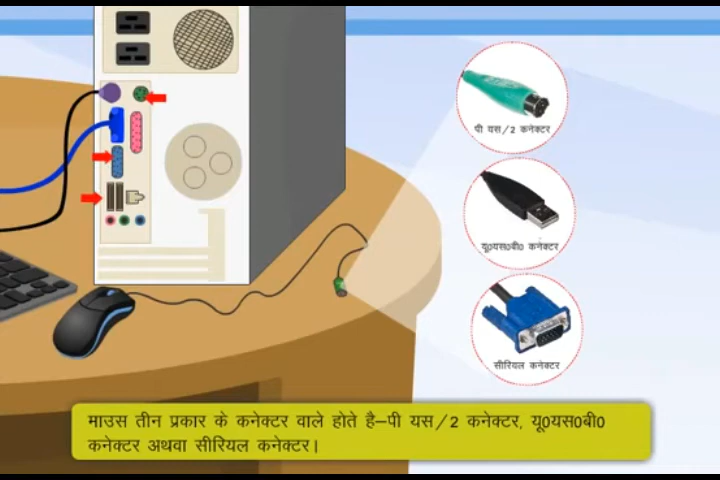 पी यस/2 कनेक्टर
यू0यस0बी0 कनेक्टर
सीरियल कनेक्टर
माउस तीन प्रकार के कनेक्टर वाले होते है–पी यस/2 कनेक्टर, यू0यस0बी0
कनेक्टर अथवा सीरियल कनेक्टर।